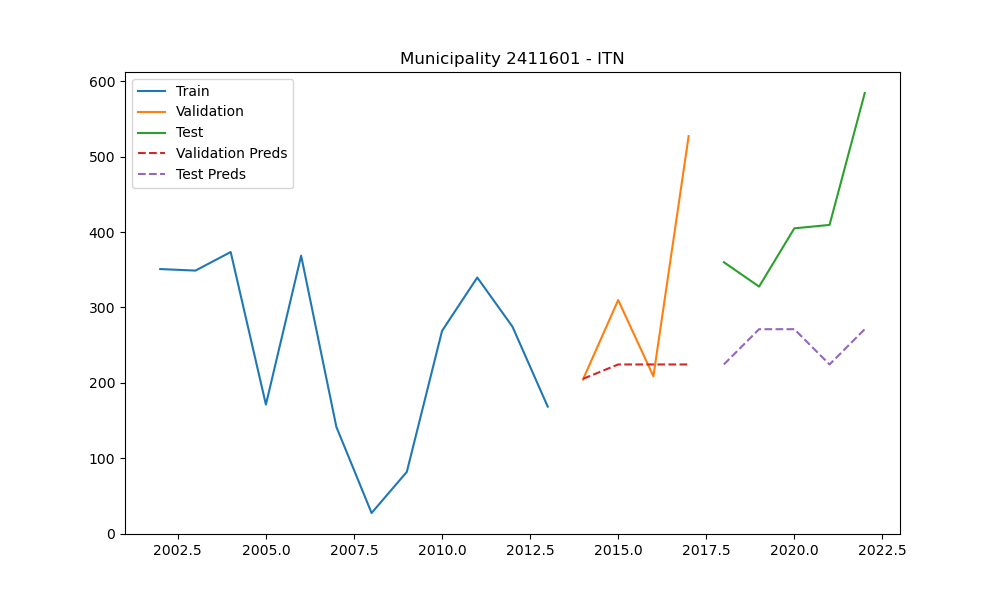 Municipality 2411601 - ITN
600
500
400
300
200
100
0
Train
Validation
Test
Validation Preds
Test Preds
2002.5 2005.0 2007.5 2010.0 2012.5 2015.0 2017.5 2020.0 2022.5